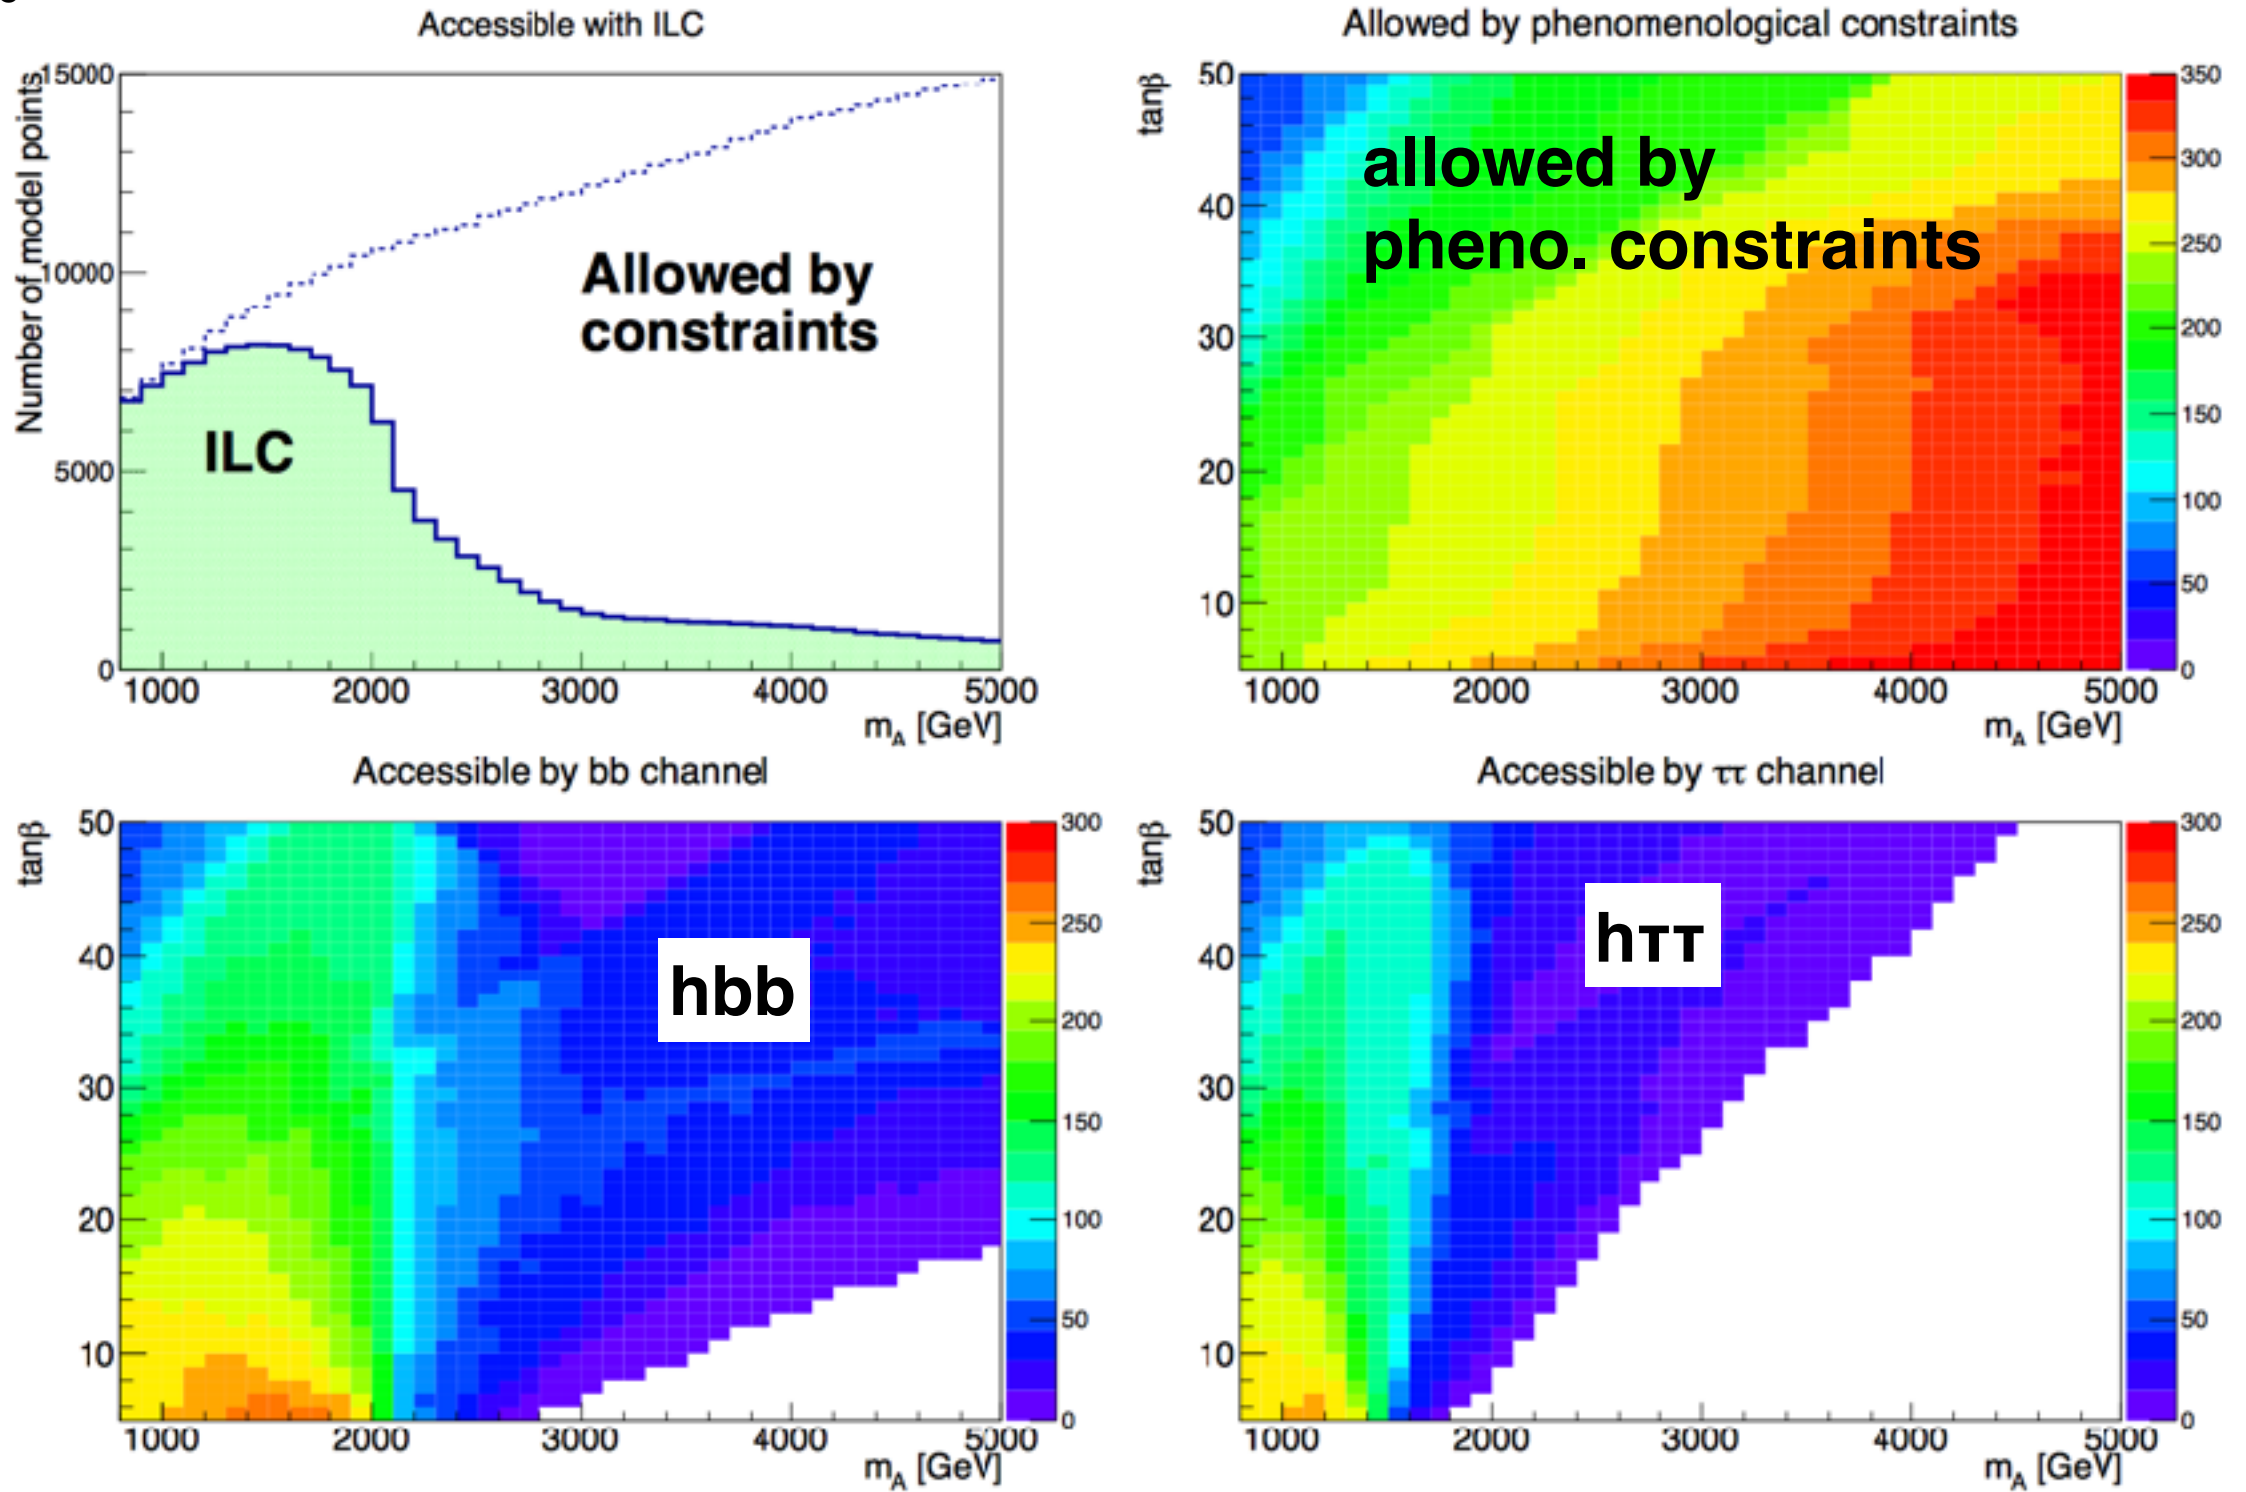 Accessible with ILC
Number of model points
15000
10000
5000
0
Allowed by
constraints
ILC
1000 2000 3000 4000 5000
m_A [GeV]
Allowed by phenomenological constraints
tanβ
50
40
30
20
10
allowed by
pheno. constraints
350
300
250
200
150
100
50
0
1000 2000 3000 4000 5000
m_A [GeV]
Accessible by bb channel
tanβ
50
40
30
20
10
hbb
300
250
200
150
100
50
0
1000 2000 3000 4000 5000
m_A [GeV]
Accessible by ττ channel
tanβ
50
40
30
20
10
hττ
300
250
200
150
100
50
0
1000 2000 3000 4000 5000
m_A [GeV]